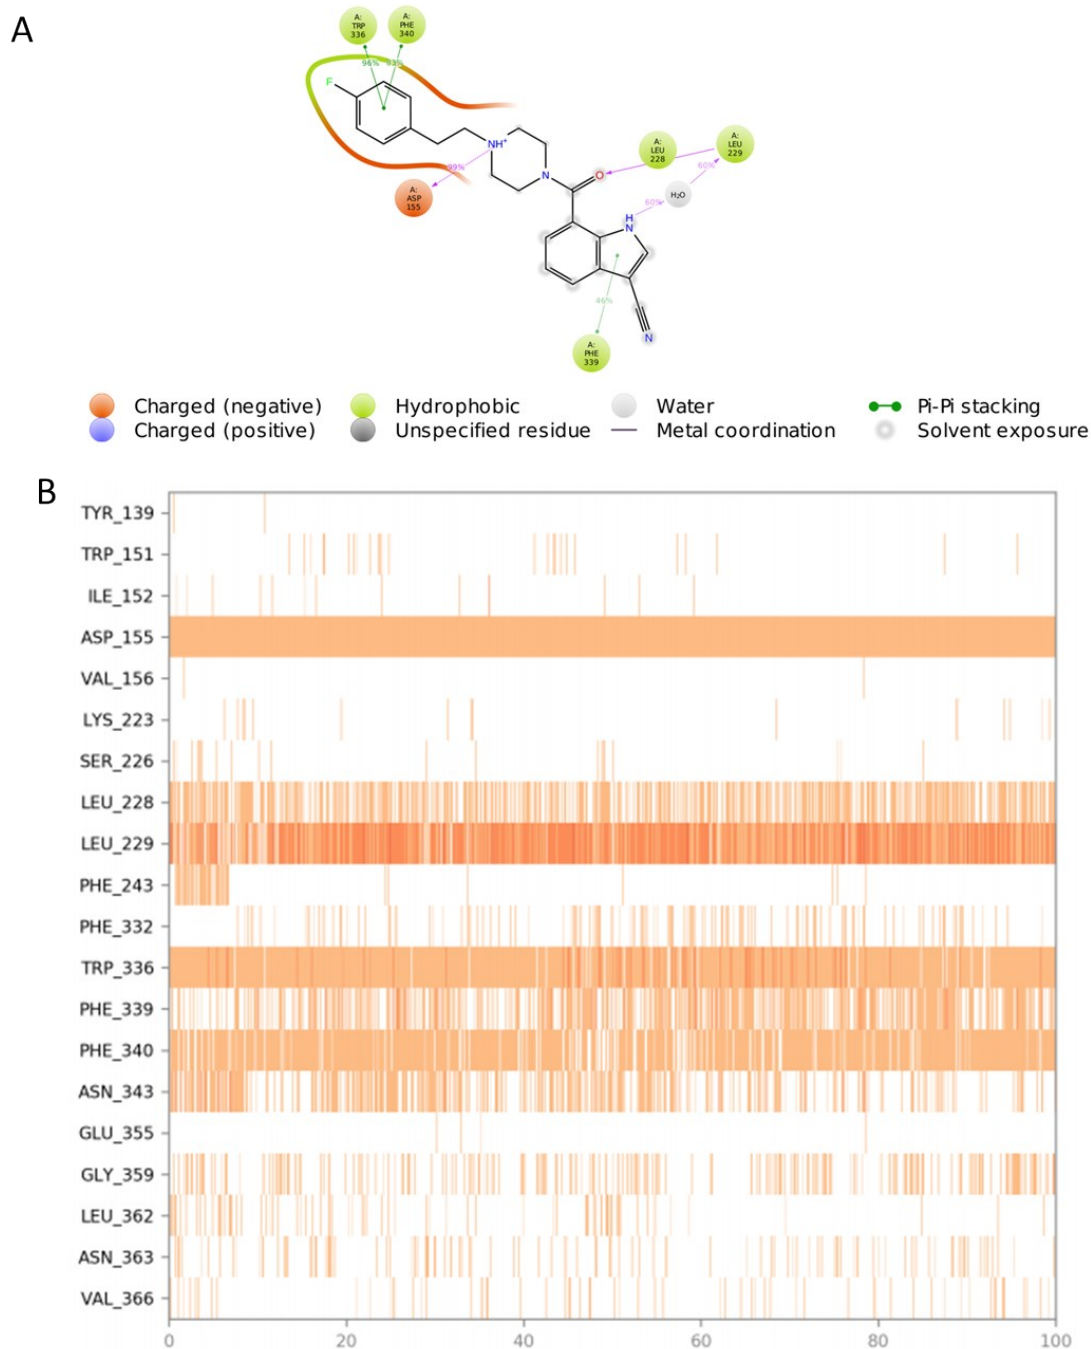 A
A:
TRP
336
A:
PHE
340
96%
93%
F
NH+
99%
A:
ASP
155
N
O
A:
LEU
228
A:
LEU
229
60%
H₂O
60%
H
N
46%
N
A:
PHE
339
Charged (negative)
Hydrophobic
Water
Pi-Pi stacking
Charged (positive)
Unspecified residue
Metal coordination
Solvent exposure
B
TYR_139
TRP_151
ILE_152
ASP_155
VAL_156
LYS_223
SER_226
LEU_228
LEU_229
PHE_243
PHE_332
TRP_336
PHE_339
PHE_340
ASN_343
GLU_355
GLY_359
LEU_362
ASN_363
VAL_366
0 20 40 60 80 100